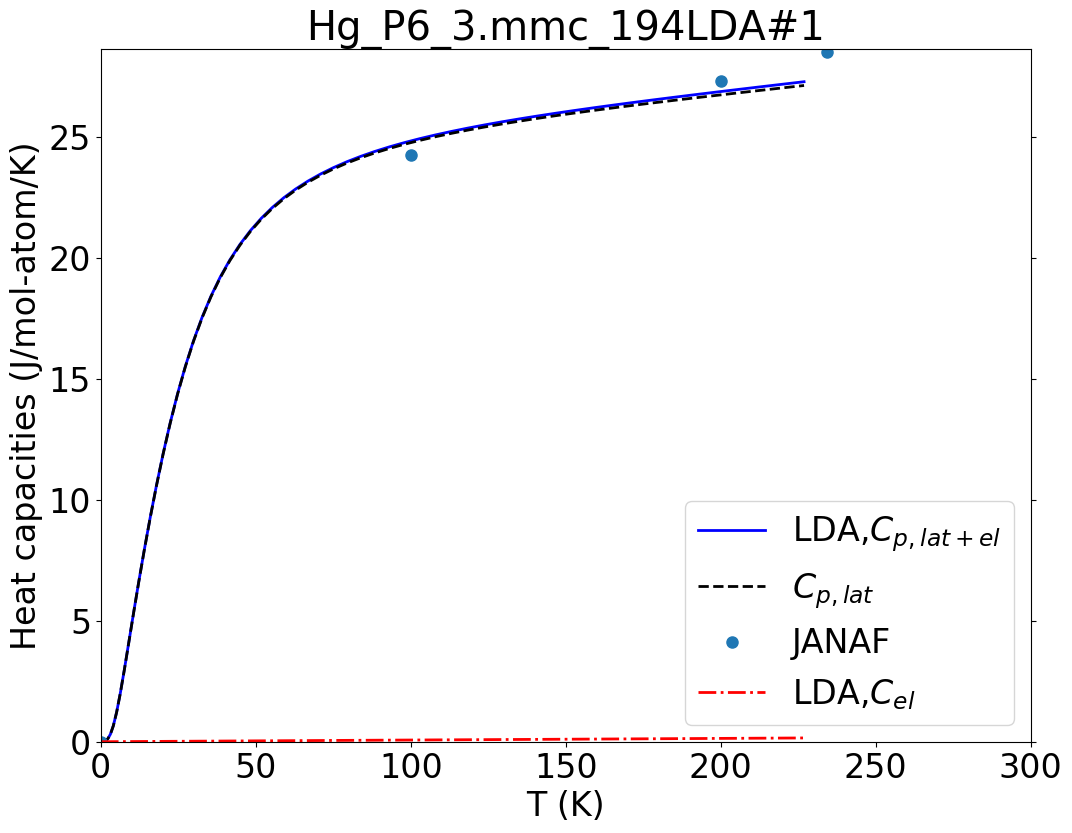 Hg_P6_3.mmc_194LDA#1
Heat capacities (J/mol-atom/K)
25
20
15
10
5
0
LDA,$C_{p,lat+el}$
$C_{p,lat}$
JANAF
LDA,$C_{el}$
0 50 100 150 200 250 300
T (K)